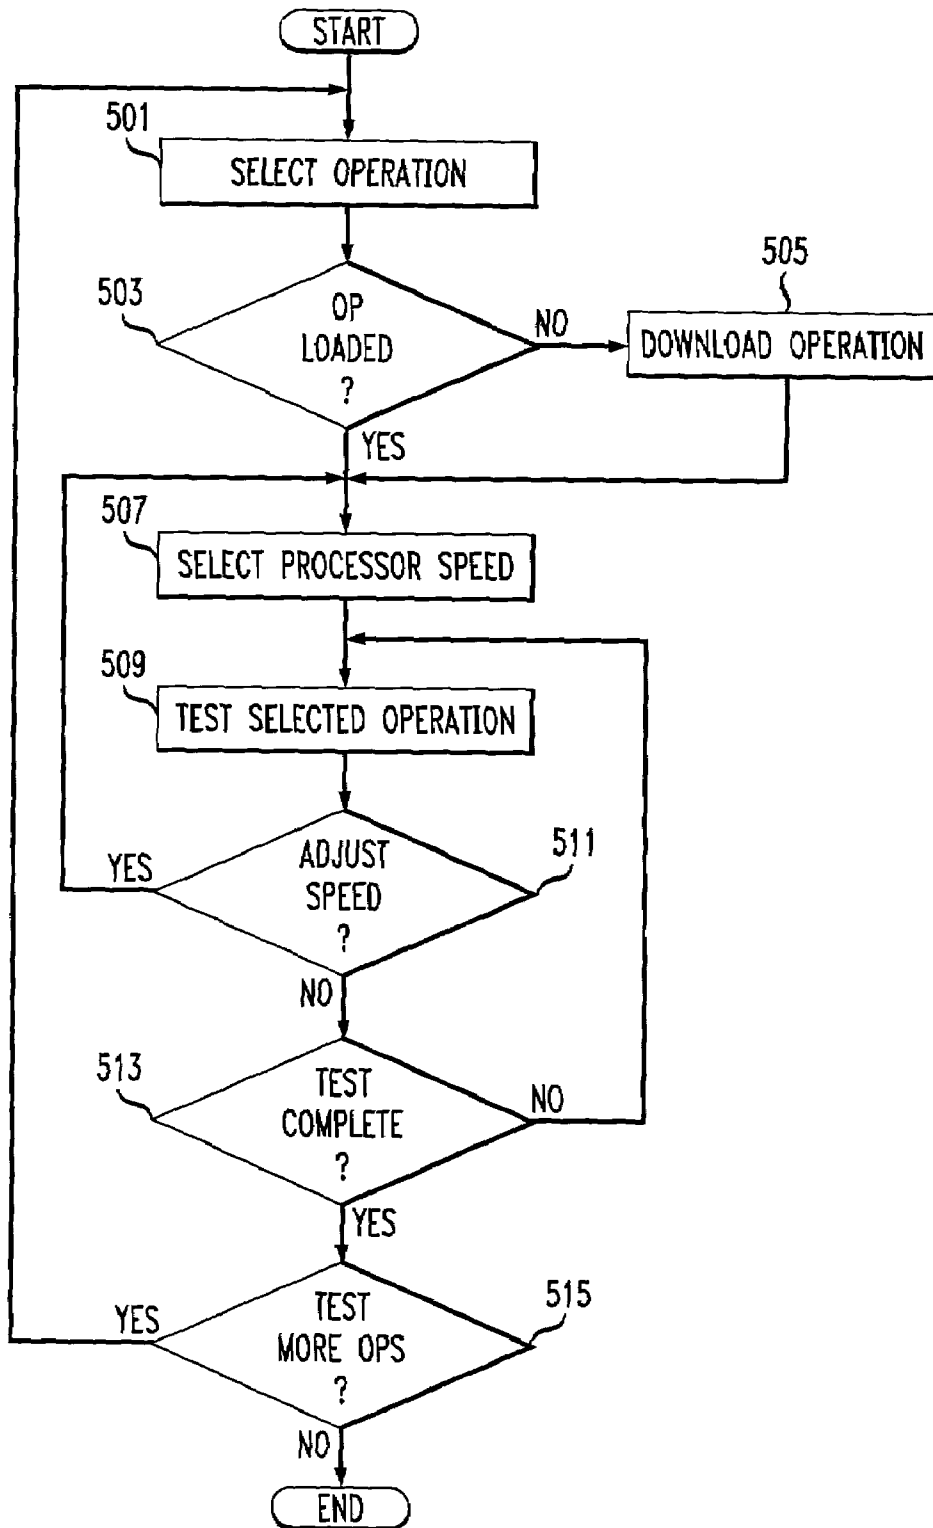 START
501
SELECT OPERATION
503
OP
LOADED
?
NO
505
DOWNLOAD OPERATION
YES
507
SELECT PROCESSOR SPEED
509
TEST SELECTED OPERATION
YES
ADJUST
SPEED
?
511
NO
513
TEST
COMPLETE
?
NO
YES
YES
TEST
MORE OPS
?
515
NO
END